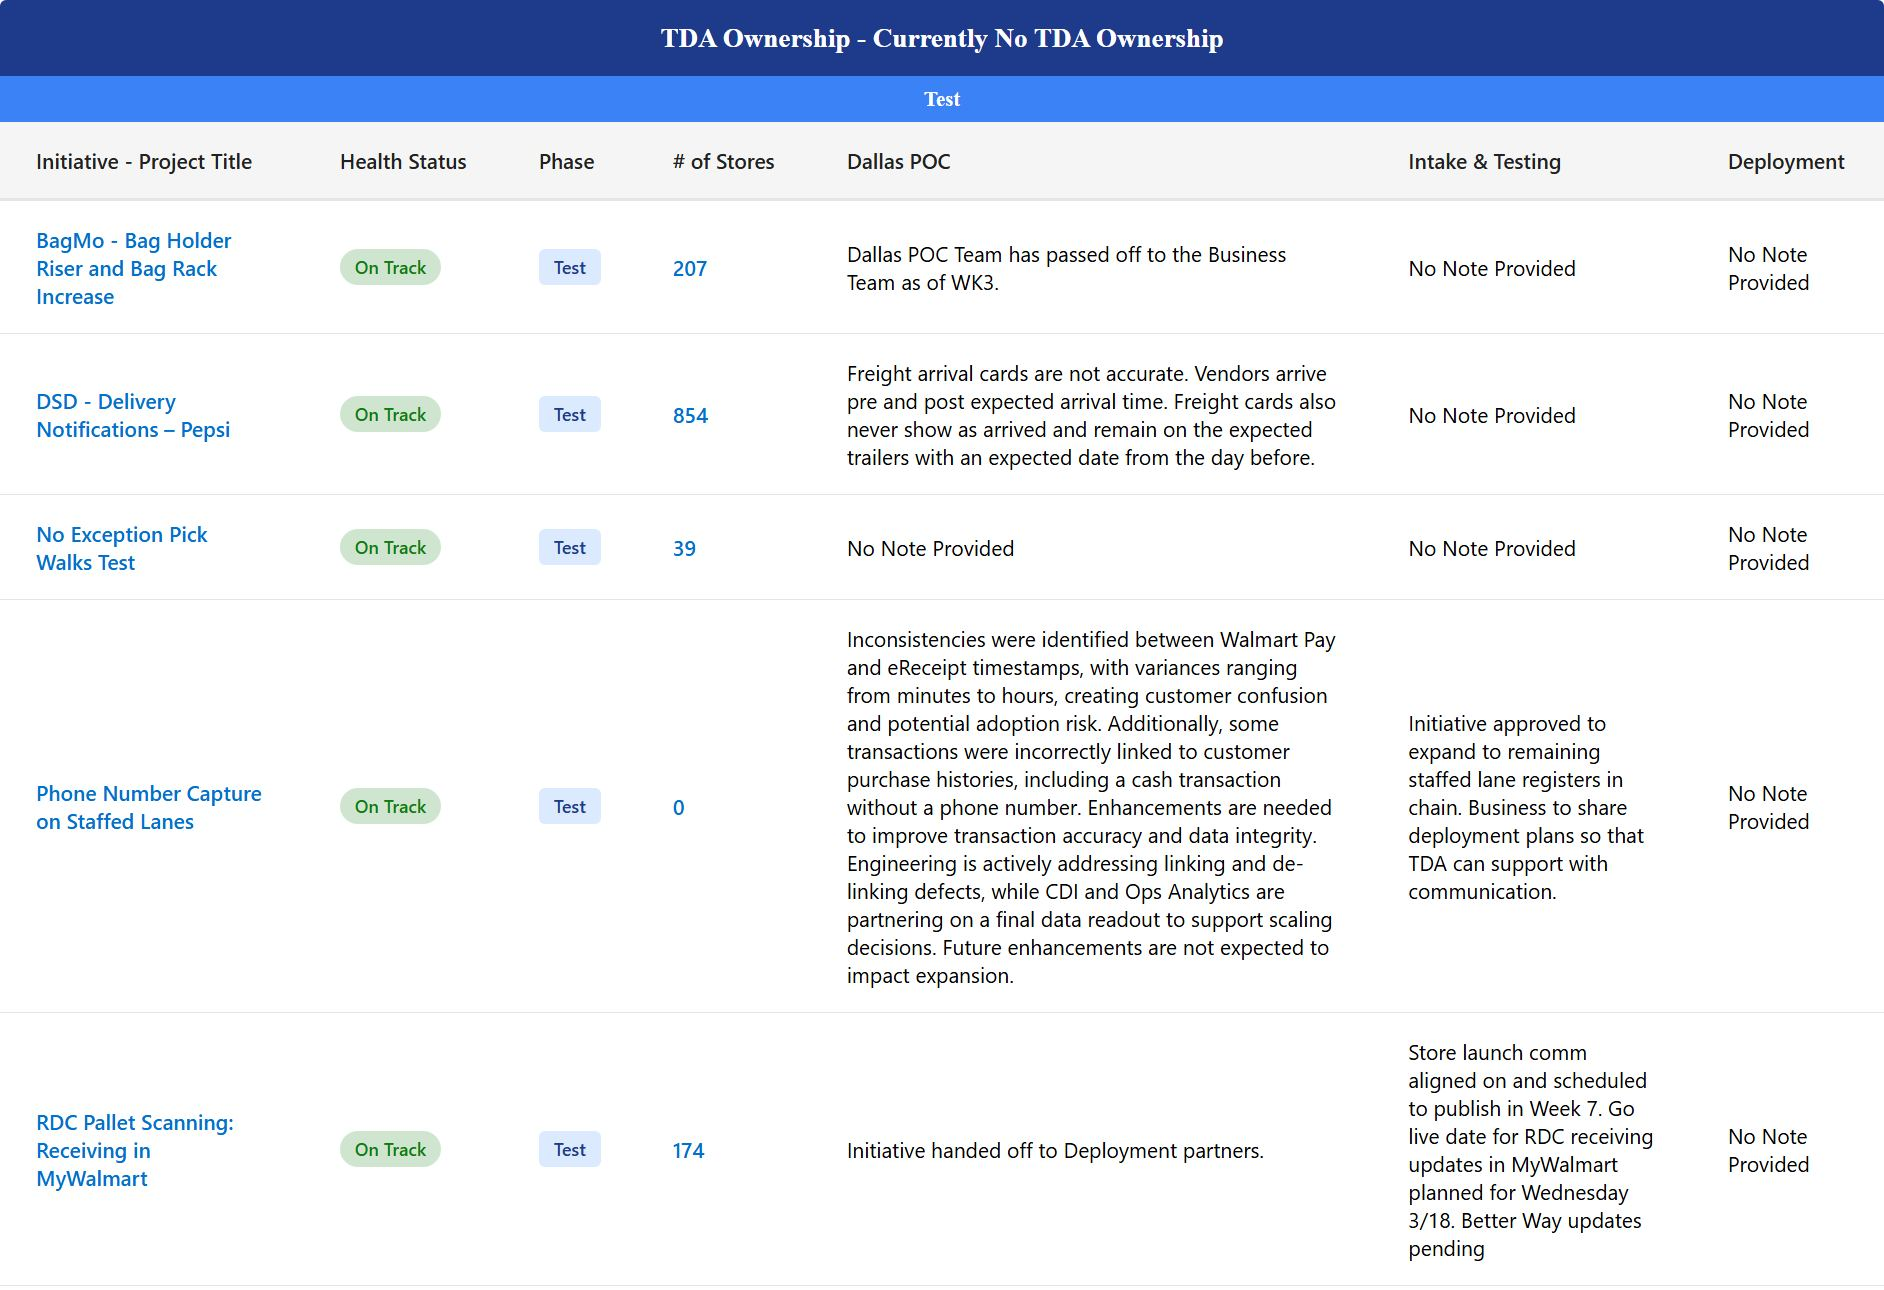 TDA Ownership - Currently No TDA Ownership
Test
Initiative - Project Title
Health Status
Phase
# of Stores
Dallas POC
Intake & Testing
Deployment
BagMo - Bag Holder
Riser and Bag Rack
Increase
On Track
Test
207
Dallas POC Team has passed off to the Business
Team as of WK3.
No Note Provided
No Note
Provided
DSD - Delivery
Notifications – Pepsi
On Track
Test
854
Freight arrival cards are not accurate. Vendors arrive
pre and post expected arrival time. Freight cards also
never show as arrived and remain on the expected
trailers with an expected date from the day before.
No Note Provided
No Note
Provided
No Exception Pick
Walks Test
On Track
Test
39
No Note Provided
No Note Provided
No Note
Provided
Phone Number Capture
on Staffed Lanes
On Track
Test
0
Inconsistencies were identified between Walmart Pay
and eReceipt timestamps, with variances ranging
from minutes to hours, creating customer confusion
and potential adoption risk. Additionally, some
transactions were incorrectly linked to customer
purchase histories, including a cash transaction
without a phone number. Enhancements are needed
to improve transaction accuracy and data integrity.
Engineering is actively addressing linking and de-
linking defects, while CDI and Ops Analytics are
partnering on a final data readout to support scaling
decisions. Future enhancements are not expected to
impact expansion.
Initiative approved to
expand to remaining
staffed lane registers in
chain. Business to share
deployment plans so that
TDA can support with
communication.
No Note
Provided
RDC Pallet Scanning:
Receiving in
MyWalmart
On Track
Test
174
Initiative handed off to Deployment partners.
Store launch comm
aligned on and scheduled
to publish in Week 7. Go
live date for RDC receiving
updates in MyWalmart
planned for Wednesday
3/18. Better Way updates
pending
No Note
Provided